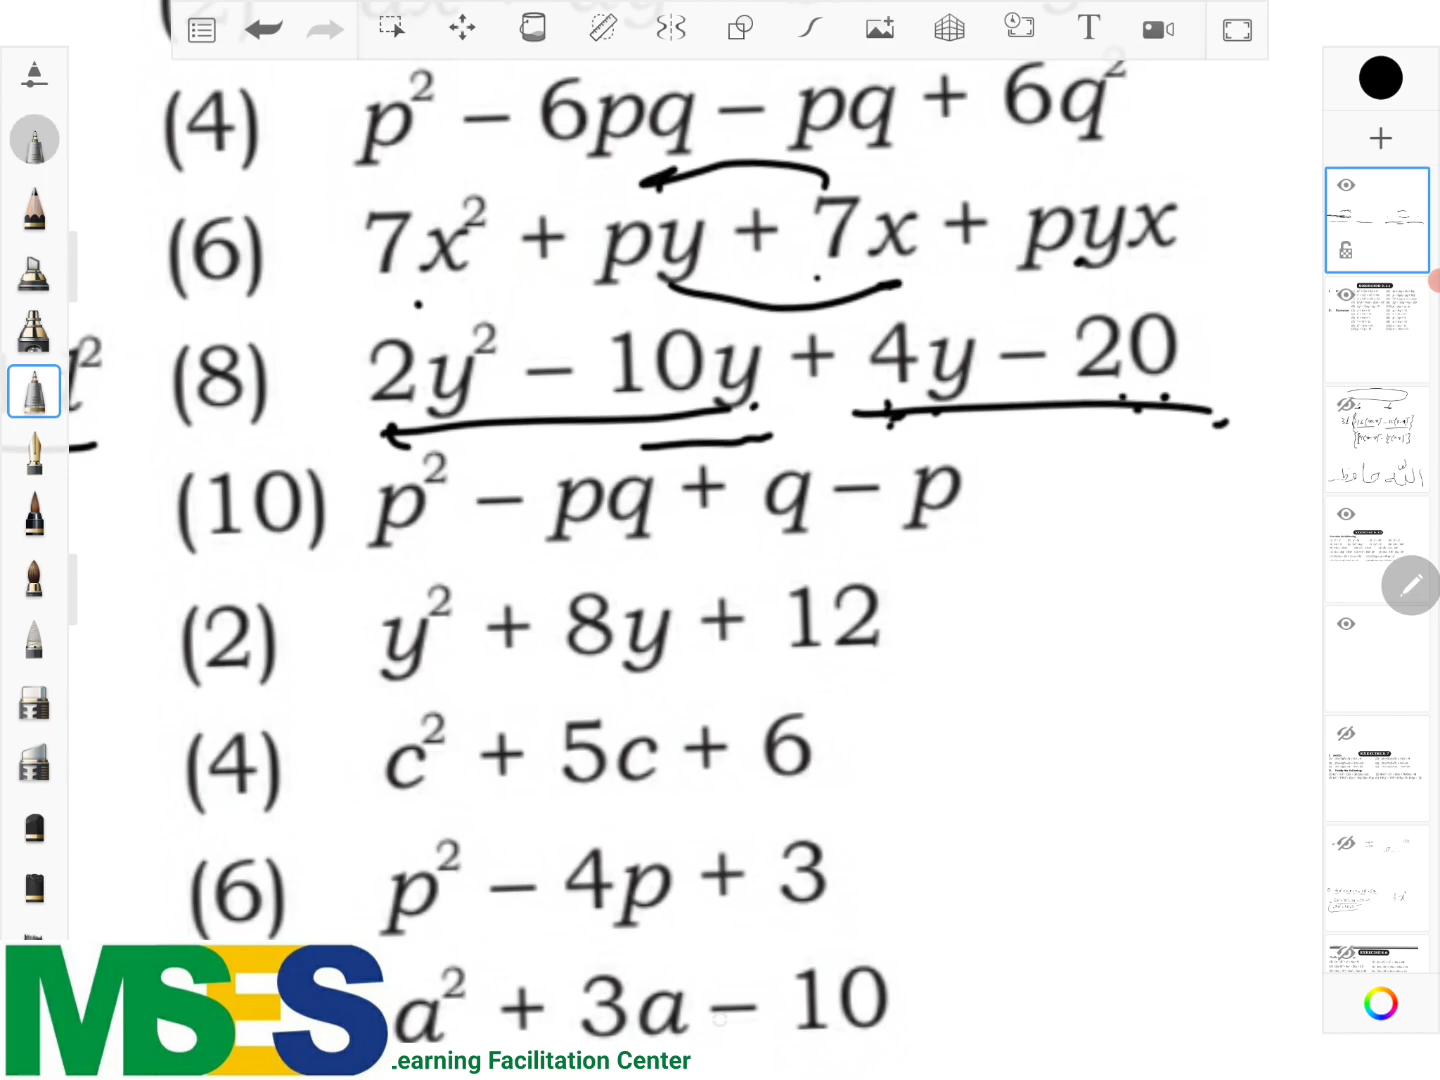 (4) p² − 6pq − pq + 6q²
(6) 7x² + py + 7x + pyx
(8) 2y² − 10y + 4y − 20
(10) p² − pq + q − p
(2) y² + 8y + 12
(4) c² + 5c + 6
(6) p² − 4p + 3
a² + 3a − 10
MSES
Learning Facilitation Center